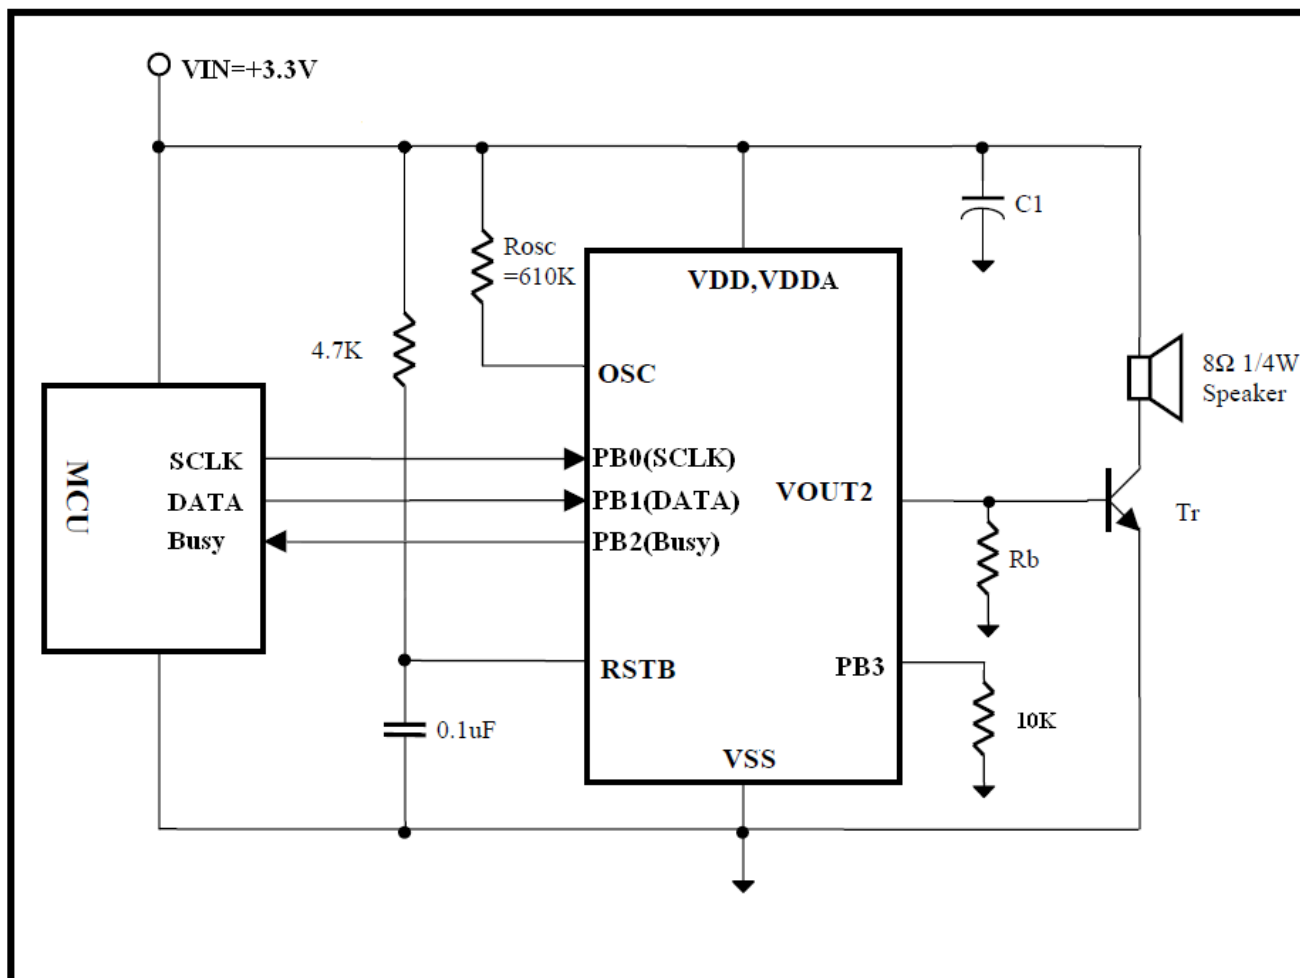 VIN=+3.3V
C1
Rosc
=610K
VDD,VDDA
4.7K
8Ω 1/4W
Speaker
OSC
MCU
SCLK
DATA
Busy
PB0(SCLK)
PB1(DATA)
PB2(Busy)
VOUT2
Tr
Rb
RSTB
PB3
0.1uF
10K
VSS